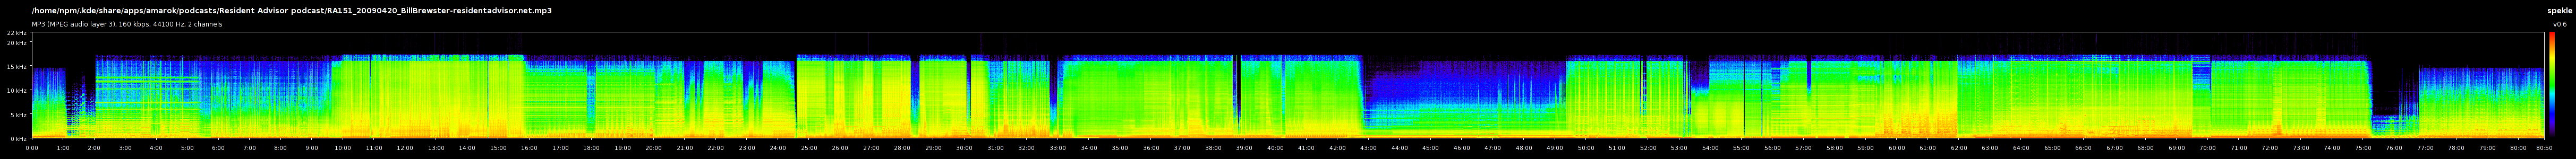 /home/npm/.kde/share/apps/amarok/podcasts/Resident Advisor podcast/RA151_20090420_BillBrewster-residentadvisor.net.mp3 spekle
MP3 (MPEG audio layer 3), 160 kbps, 44100 Hz, 2 channels v0.6
22 kHz
20 kHz
15 kHz
10 kHz
5 kHz
0 kHz
0:00 1:00 2:00 3:00 4:00 5:00 6:00 7:00 8:00 9:00 10:00 11:00 12:00 13:00 14:00 15:00 16:00 17:00 18:00 19:00 20:00 21:00 22:00 23:00 24:00 25:00 26:00 27:00 28:00 29:00 30:00 31:00 32:00 33:00 34:00 35:00 36:00 37:00 38:00 39:00 40:00 41:00 42:00 43:00 44:00 45:00 46:00 47:00 48:00 49:00 50:00 51:00 52:00 53:00 54:00 55:00 56:00 57:00 58:00 59:00 60:00 61:00 62:00 63:00 64:00 65:00 66:00 67:00 68:00 69:00 70:00 71:00 72:00 73:00 74:00 75:00 76:00 77:00 78:00 79:00 80:00 80:50